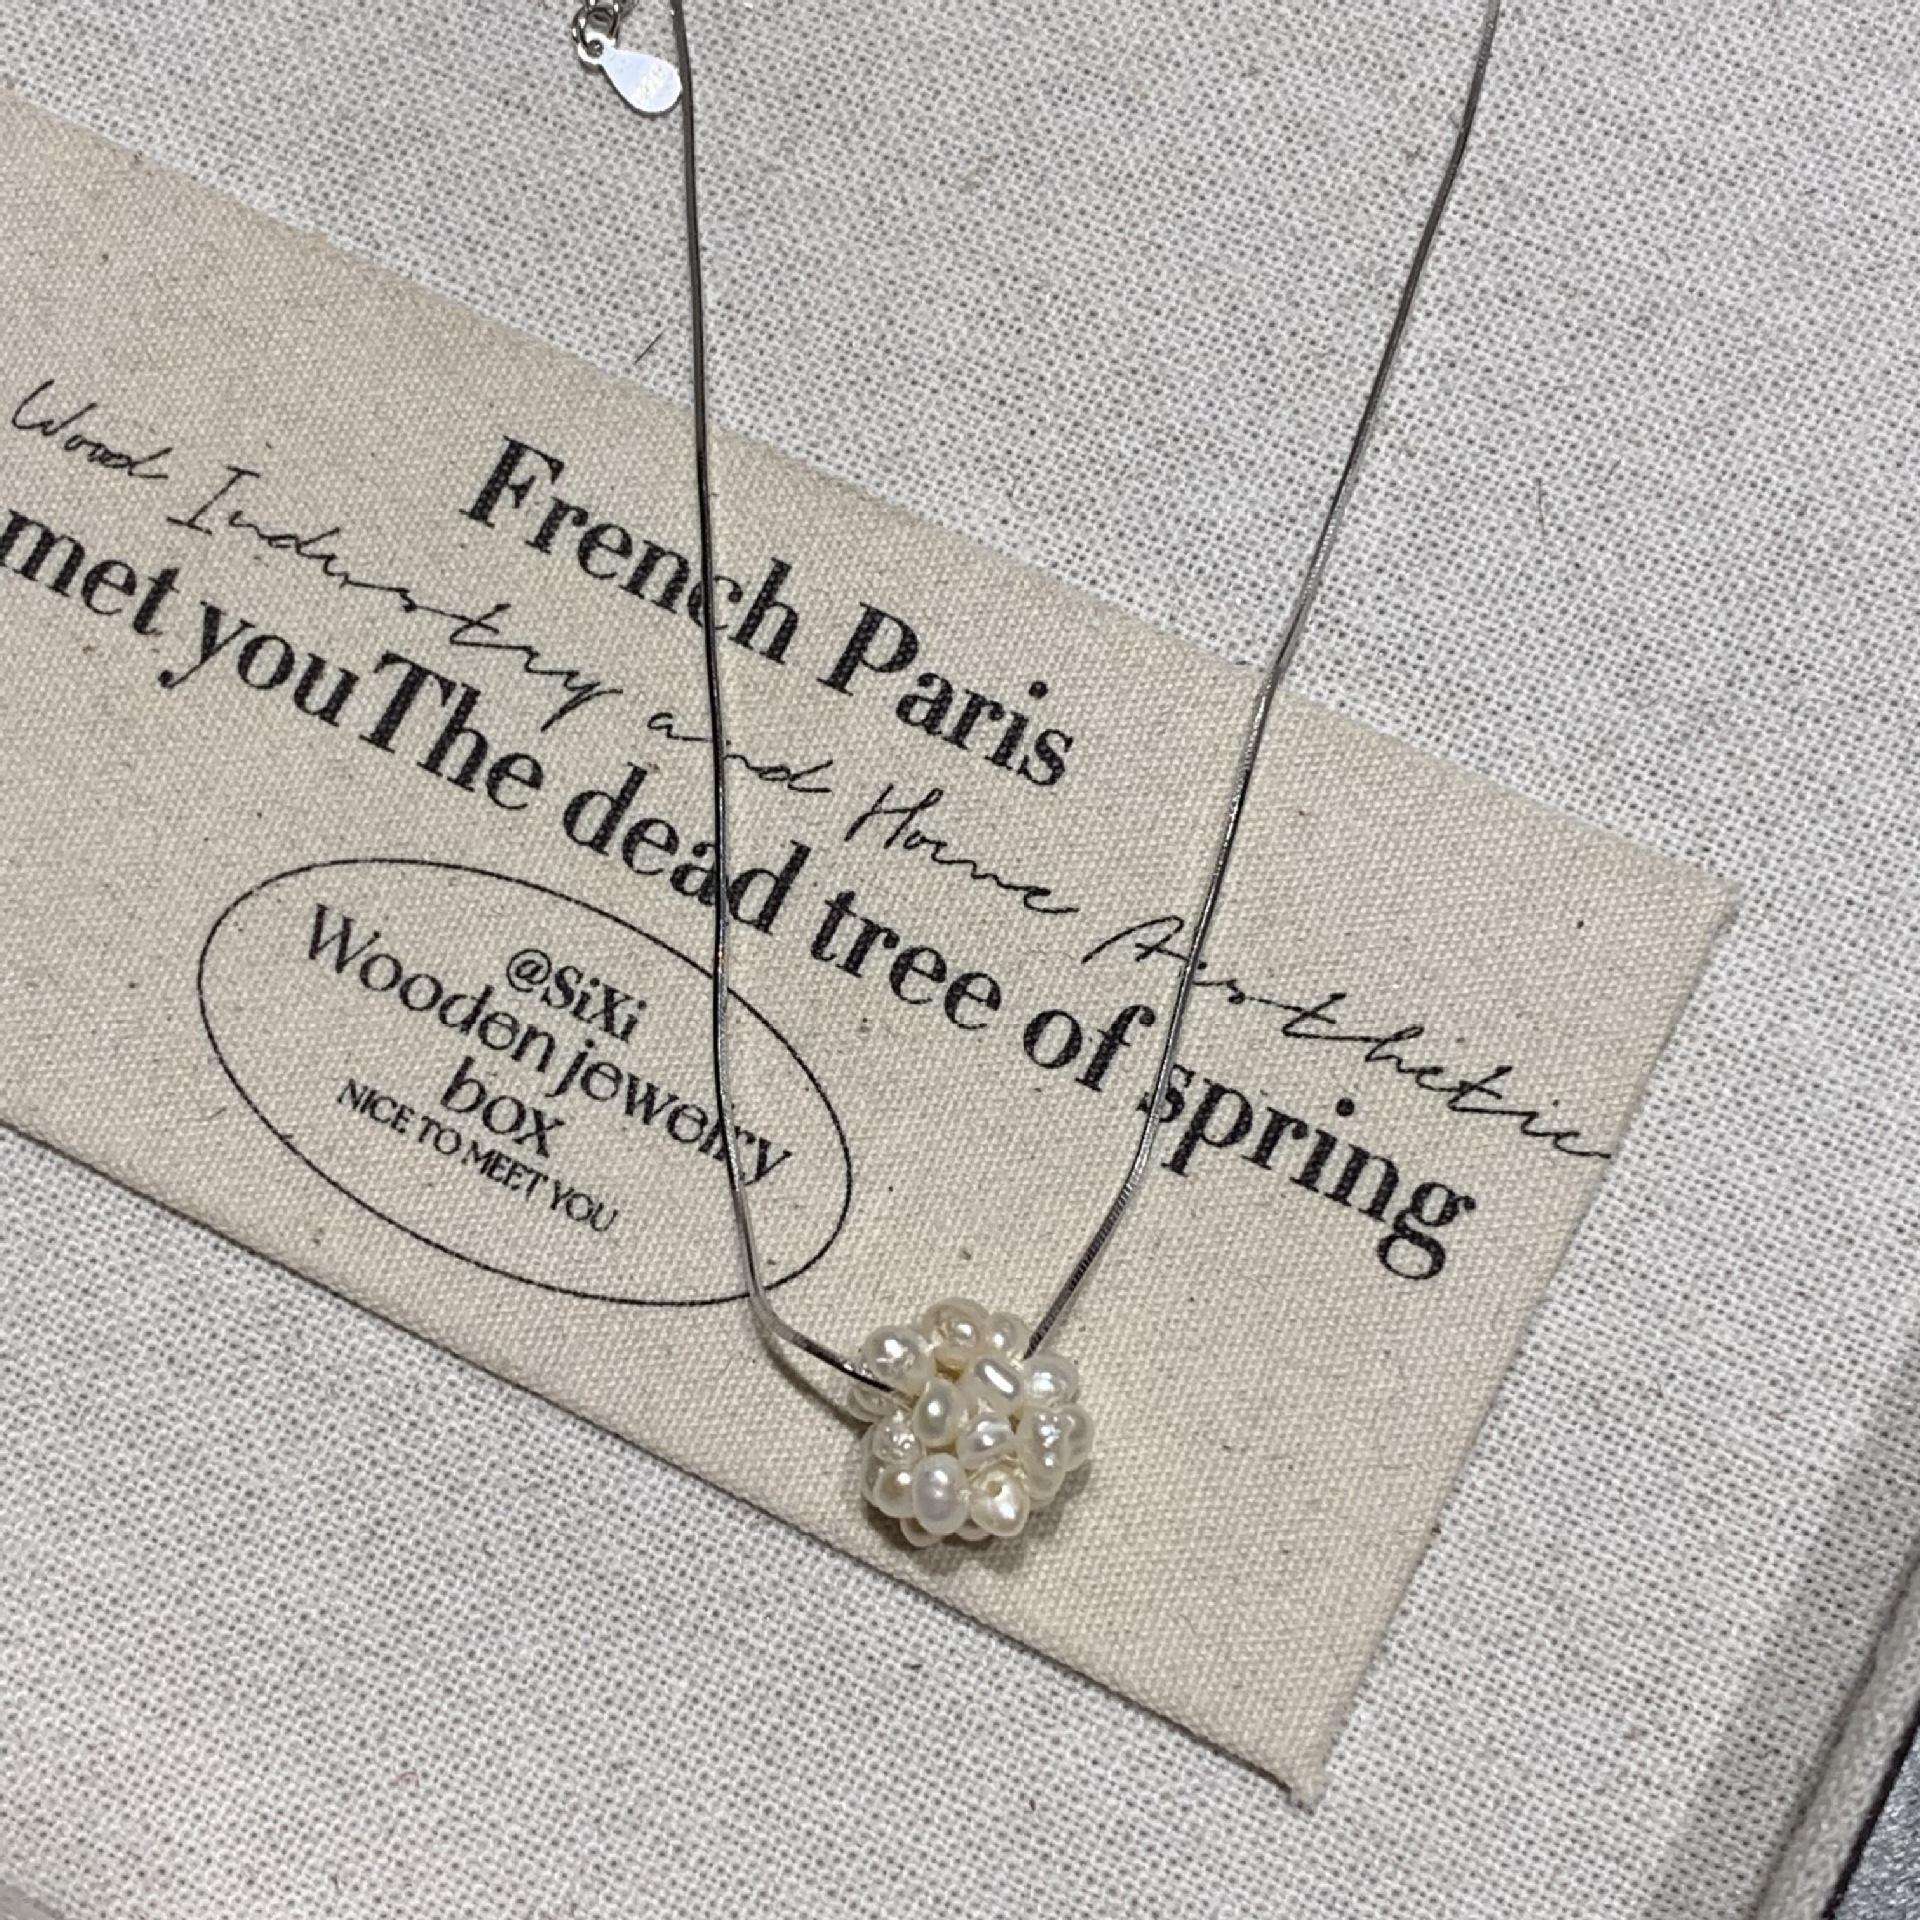 French Paris
Wood Industry and Home Aesthetic
met youThe dead tree of spring
@SiXi
Wooden jewelry
box
NICE TO MEET YOU